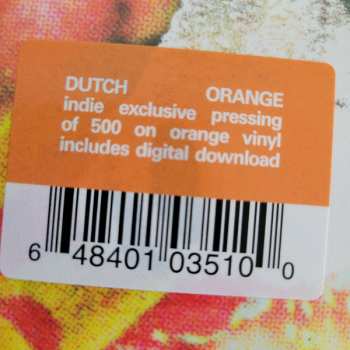 DUTCH ORANGE
indie exclusive pressing
of 500 on orange vinyl
includes digital download
6 48401 03510 0